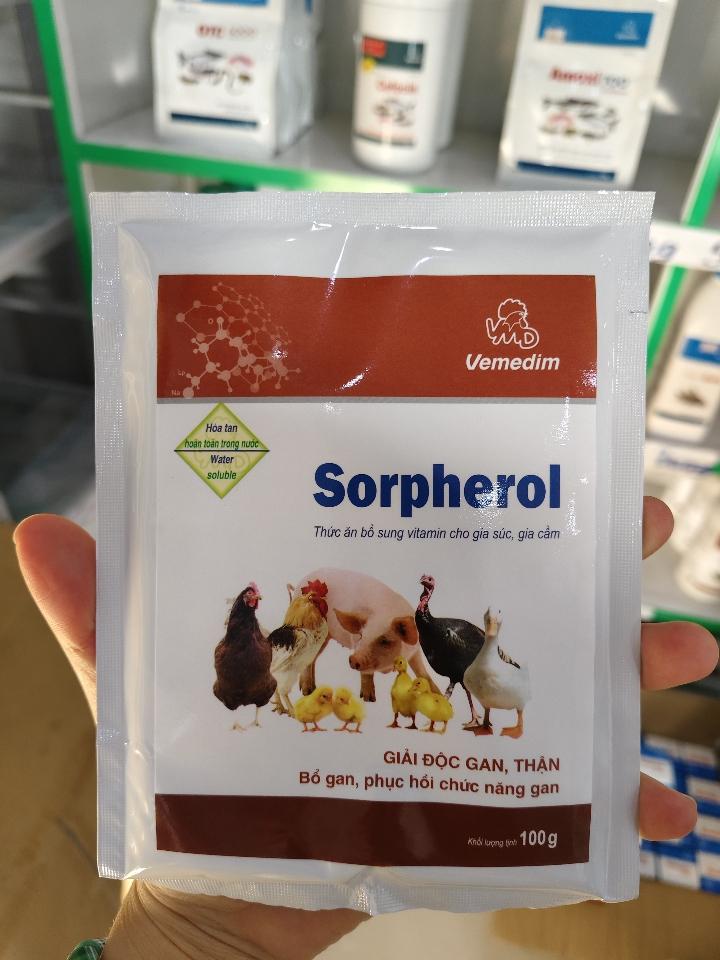 OTC
VMD
Vemedim
Hòa tan
hoàn toàn trong nước
Water
soluble
Sorpherol
Thức ăn bổ sung vitamin cho gia súc, gia cầm
GIẢI ĐỘC GAN, THẬN
Bổ gan, phục hồi chức năng gan
Khối lượng tịnh 100g